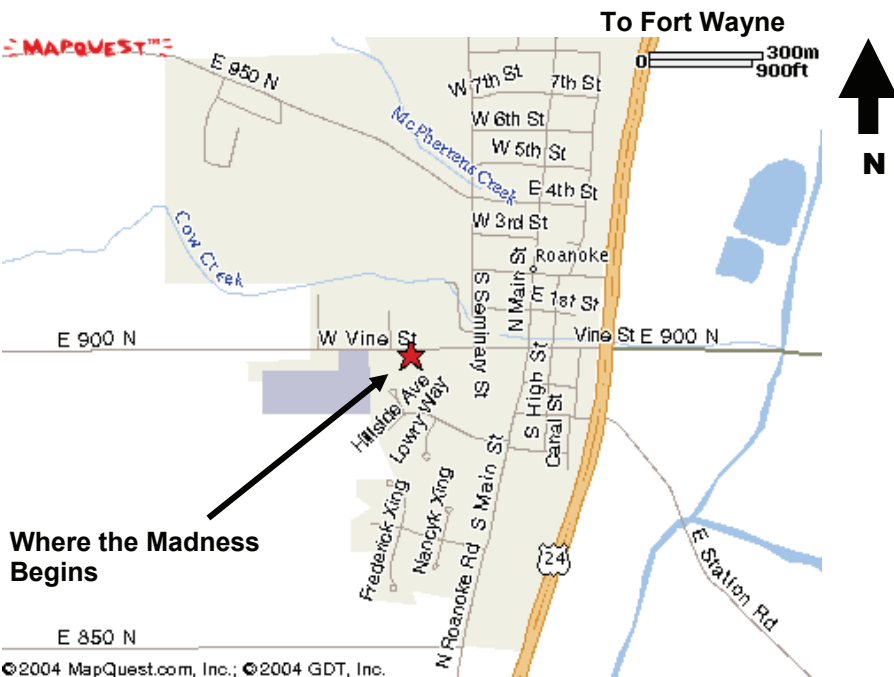 To Fort Wayne
MAPQUEST™
0 300m
900ft
N
E 950 N
W 7th St 7th St
W 6th St
W 5th St
Mc Pherrens Creek
E 4th St
W 3rd St
Cow Creek
Roanoke
N Main St
S Seminary St
E 1st St
E 900 N
W Vine St
Vine St E 900 N
Hillside Ave
Lowry Way
S High St
Canal St
S Main St
Where the Madness
Begins
Frederick Xing
Nancyk Xing
N Roanoke Rd
24
E Station Rd
E 850 N
©2004 MapQuest.com, Inc.; ©2004 GDT, Inc.